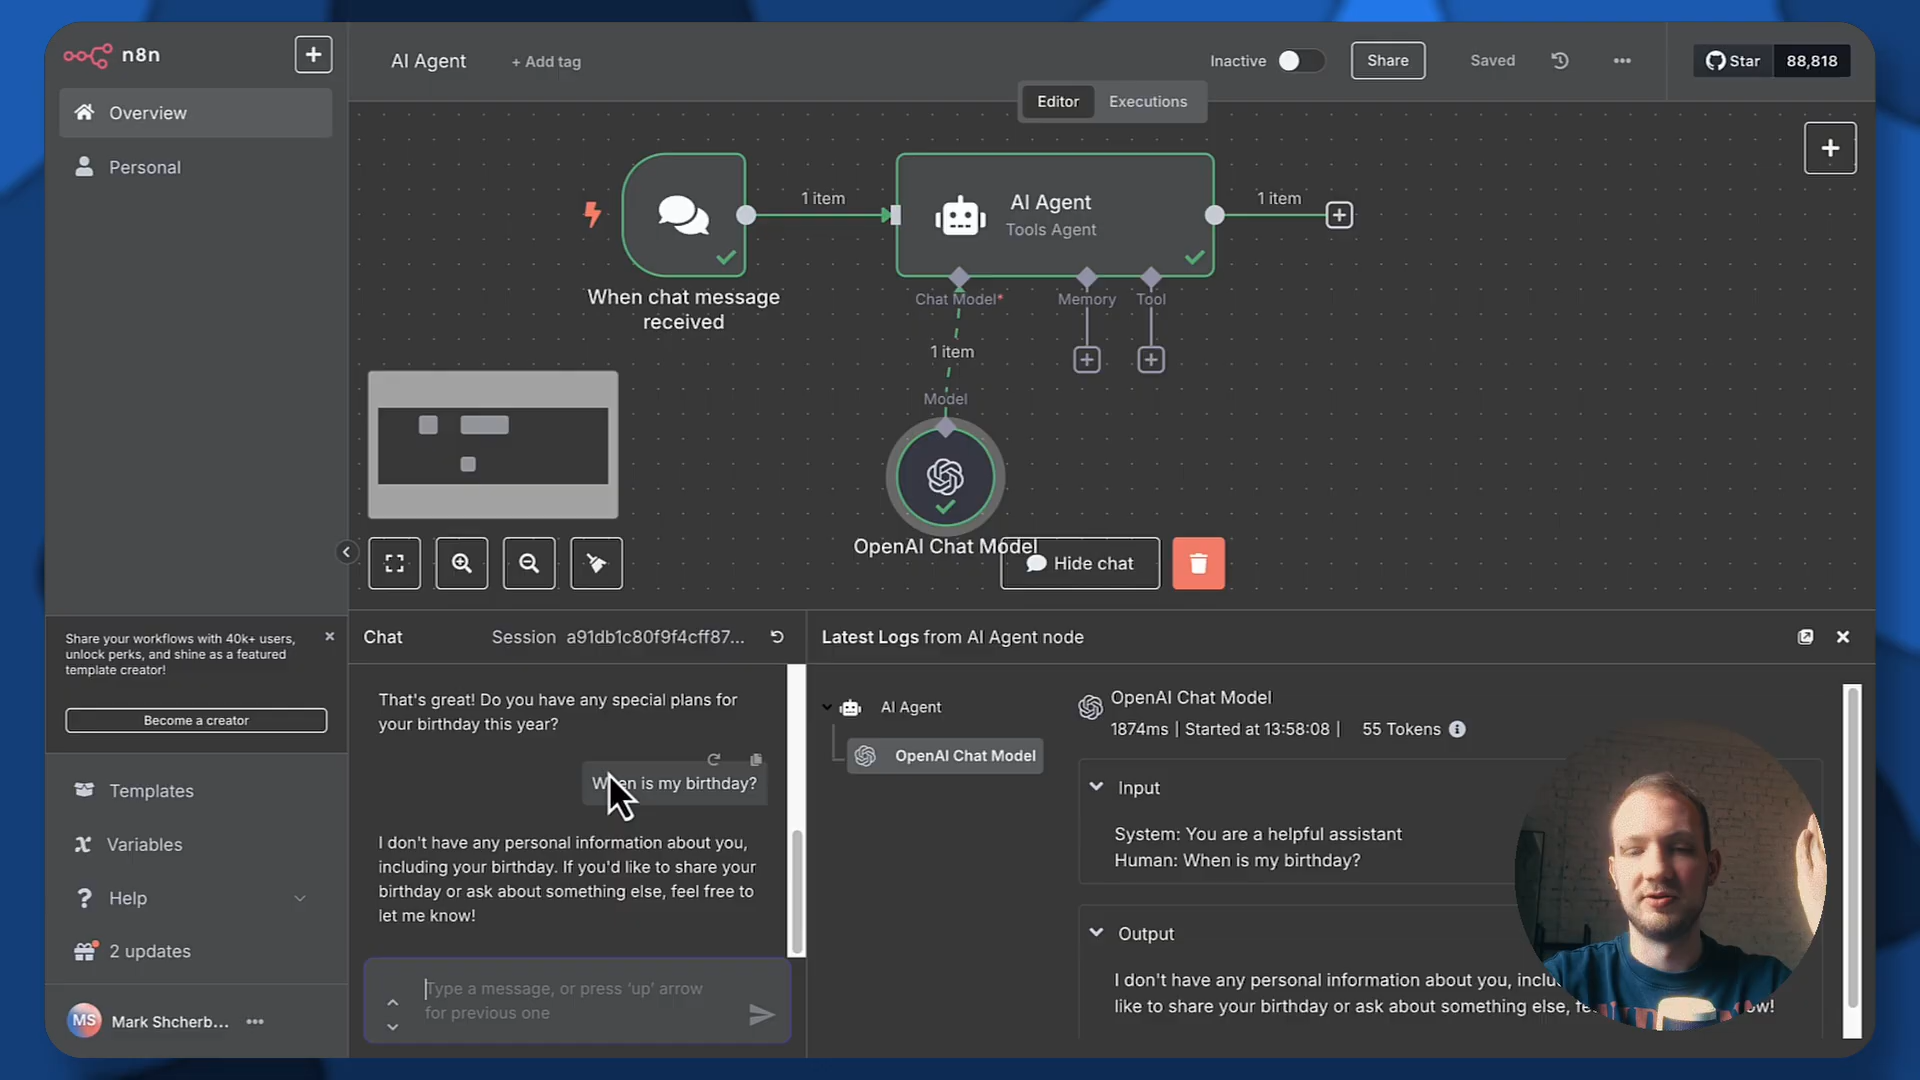 n8n
Overview
Personal
AI Agent
+ Add tag
Inactive
Share
Saved
Star
88,818
Editor
Executions
1 item
AI Agent
Tools Agent
1 item
When chat message
received
Chat Model*
Memory
Tool
1 item
Model
OpenAI Chat Model
Hide chat
Share your workflows with 40k+ users,
unlock perks, and shine as a featured
template creator!
Become a creator
Templates
Variables
Help
2 updates
MS
Mark Shcherb...
Chat
Session a91db1c80f9f4cff87...
That's great! Do you have any special plans for
your birthday this year?
When is my birthday?
I don't have any personal information about you,
including your birthday. If you'd like to share your
birthday or ask about something else, feel free to
let me know!
Type a message, or press 'up' arrow
for previous one
Latest Logs from AI Agent node
AI Agent
OpenAI Chat Model
OpenAI Chat Model
1874ms | Started at 13:58:08 | 55 Tokens
Input
System: You are a helpful assistant
Human: When is my birthday?
Output
I don't have any personal information about you,
like to share your birthday or ask about something else,